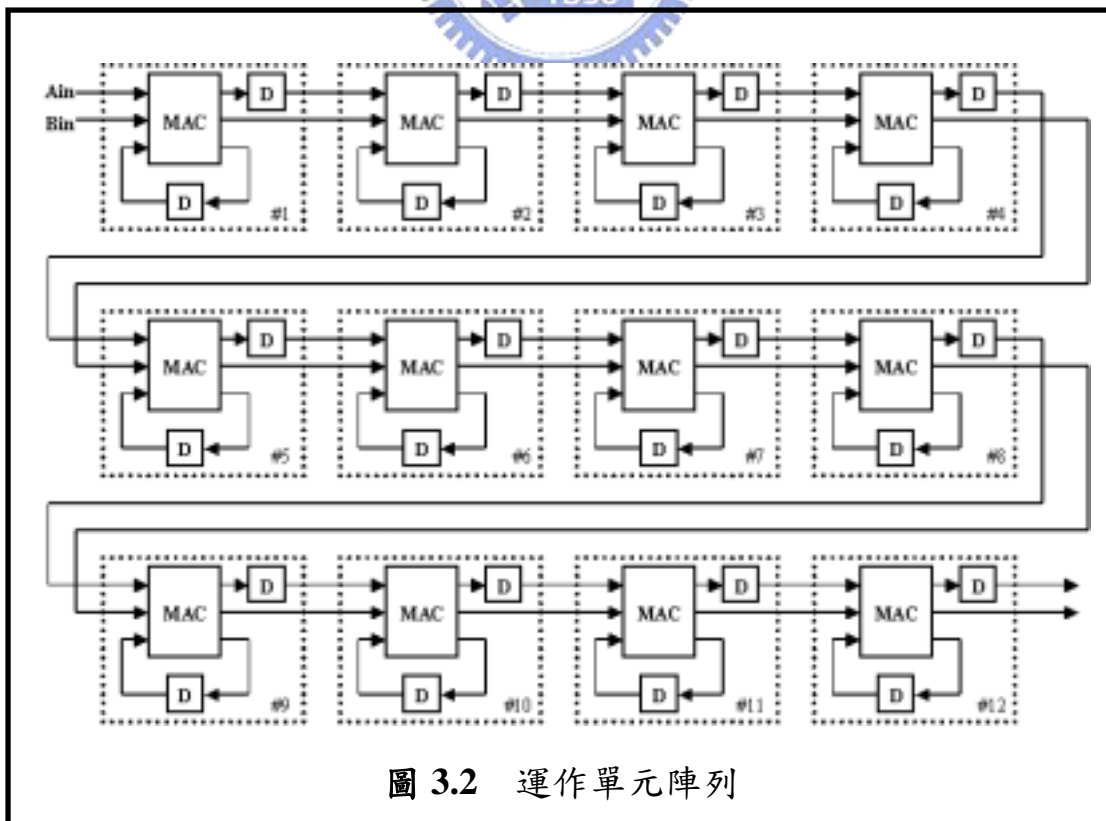 1896
Ain
Bin
MAC D MAC D MAC D MAC D
D #1 D #2 D #3 D #4
MAC D MAC D MAC D MAC D
D #5 D #6 D #7 D #8
MAC D MAC D MAC D MAC D
D #9 D #10 D #11 D #12
圖 3.2 運作單元陣列